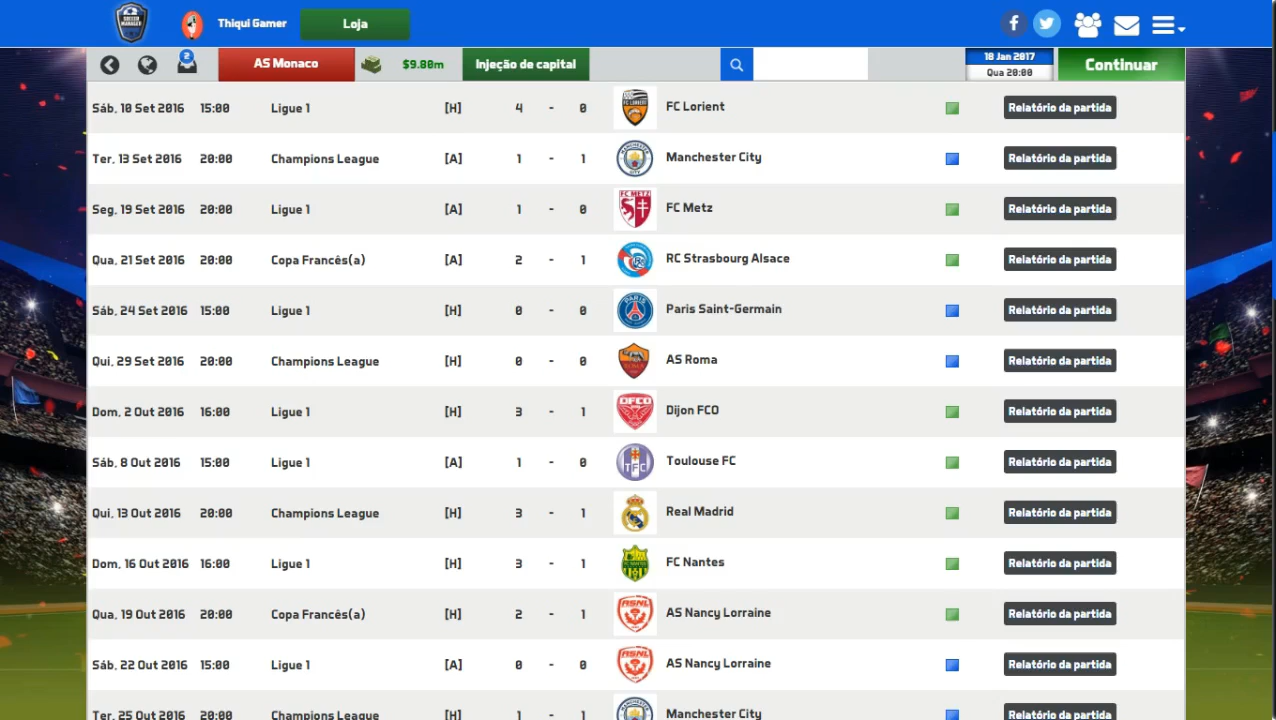 SOCCER MANAGER
Thiqui Gamer
Loja
2
AS Monaco
$9.80m
Injeção de capital
18 Jan 2017
Qua 20:00
Continuar
Sáb, 10 Set 2016 15:00 Ligue 1 [H] 4 - 0 FC Lorient Relatório da partida
Ter, 13 Set 2016 20:00 Champions League [A] 1 - 1 Manchester City Relatório da partida
Seg, 19 Set 2016 20:00 Ligue 1 [A] 1 - 0 FC Metz Relatório da partida
Qua, 21 Set 2016 20:00 Copa Francês(a) [A] 2 - 1 RC Strasbourg Alsace Relatório da partida
Sáb, 24 Set 2016 15:00 Ligue 1 [H] 0 - 0 Paris Saint-Germain Relatório da partida
Qui, 29 Set 2016 20:00 Champions League [H] 0 - 0 AS Roma Relatório da partida
Dom, 2 Out 2016 16:00 Ligue 1 [H] 3 - 1 Dijon FCO Relatório da partida
Sáb, 8 Out 2016 15:00 Ligue 1 [A] 1 - 0 Toulouse FC Relatório da partida
Qui, 13 Out 2016 20:00 Champions League [H] 3 - 1 Real Madrid Relatório da partida
Dom, 16 Out 2016 16:00 Ligue 1 [H] 3 - 1 FC Nantes Relatório da partida
Qua, 19 Out 2016 20:00 Copa Francês(a) [H] 2 - 1 AS Nancy Lorraine Relatório da partida
Sáb, 22 Out 2016 15:00 Ligue 1 [A] 0 - 0 AS Nancy Lorraine Relatório da partida
Ter, 25 Out 2016 20:00 Champions League [H] 1 - 1 Manchester City Relatório da partida